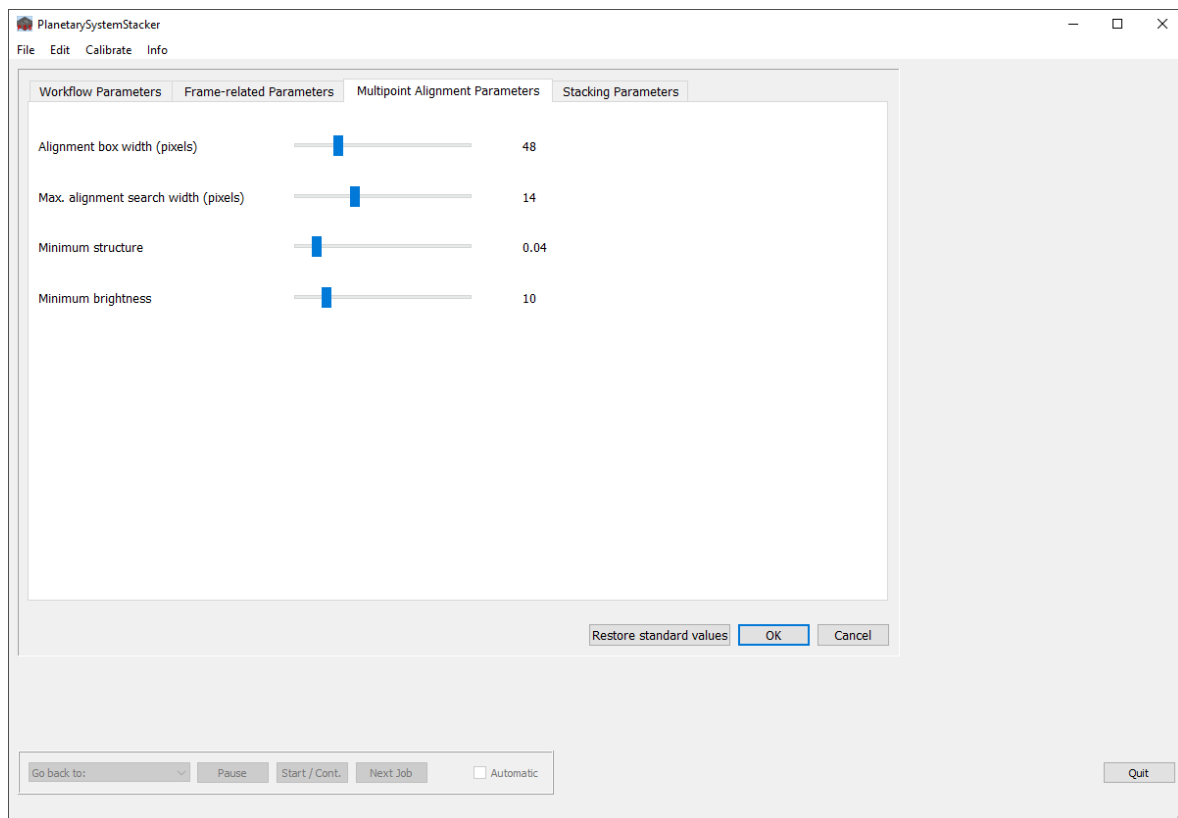 PlanetarySystemStacker
File Edit Calibrate Info
Workflow Parameters Frame-related Parameters Multipoint Alignment Parameters Stacking Parameters
Alignment box width (pixels) 48
Max. alignment search width (pixels) 14
Minimum structure 0.04
Minimum brightness 10
Restore standard values OK Cancel
Go back to: Pause Start / Cont. Next Job Automatic Quit